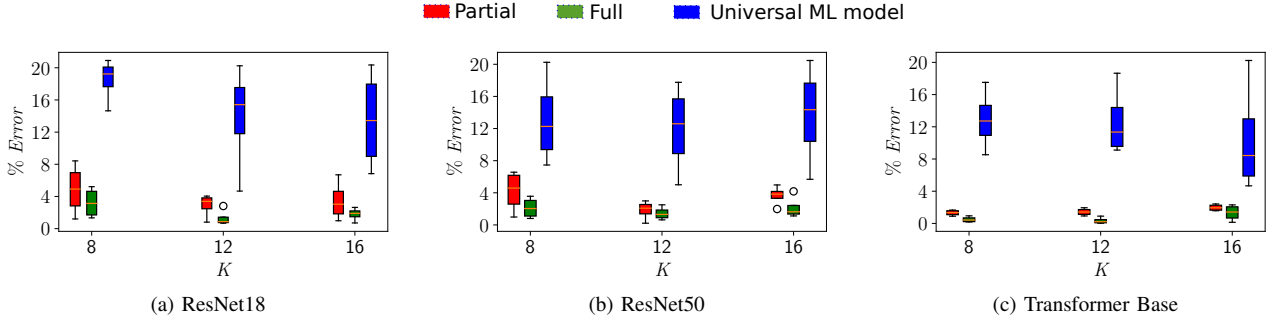 Partial Full Universal ML model
20
16
12
8
4
0
% Error
8 12 16
K
(a) ResNet18
20
16
12
8
4
0
% Error
8 12 16
K
(b) ResNet50
20
16
12
8
4
0
% Error
8 12 16
K
(c) Transformer Base